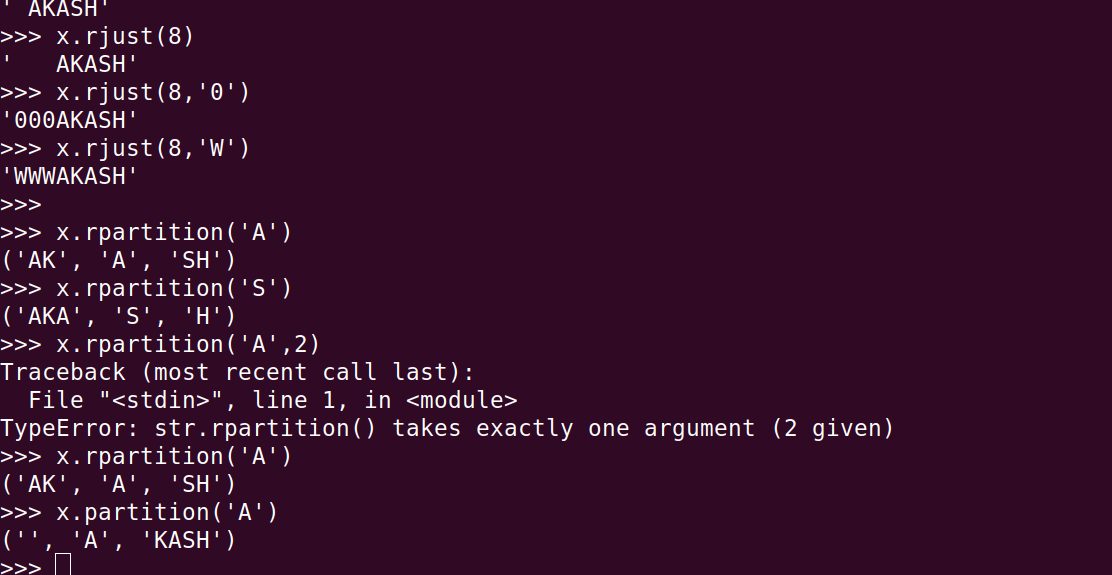 ' AKASH'
>>> x.rjust(8)
'   AKASH'
>>> x.rjust(8,'0')
'000AKASH'
>>> x.rjust(8,'W')
'WWWAKASH'
>>>
>>> x.rpartition('A')
('AK', 'A', 'SH')
>>> x.rpartition('S')
('AKA', 'S', 'H')
>>> x.rpartition('A',2)
Traceback (most recent call last):
  File "<stdin>", line 1, in <module>
TypeError: str.rpartition() takes exactly one argument (2 given)
>>> x.rpartition('A')
('AK', 'A', 'SH')
>>> x.partition('A')
('', 'A', 'KASH')
>>>